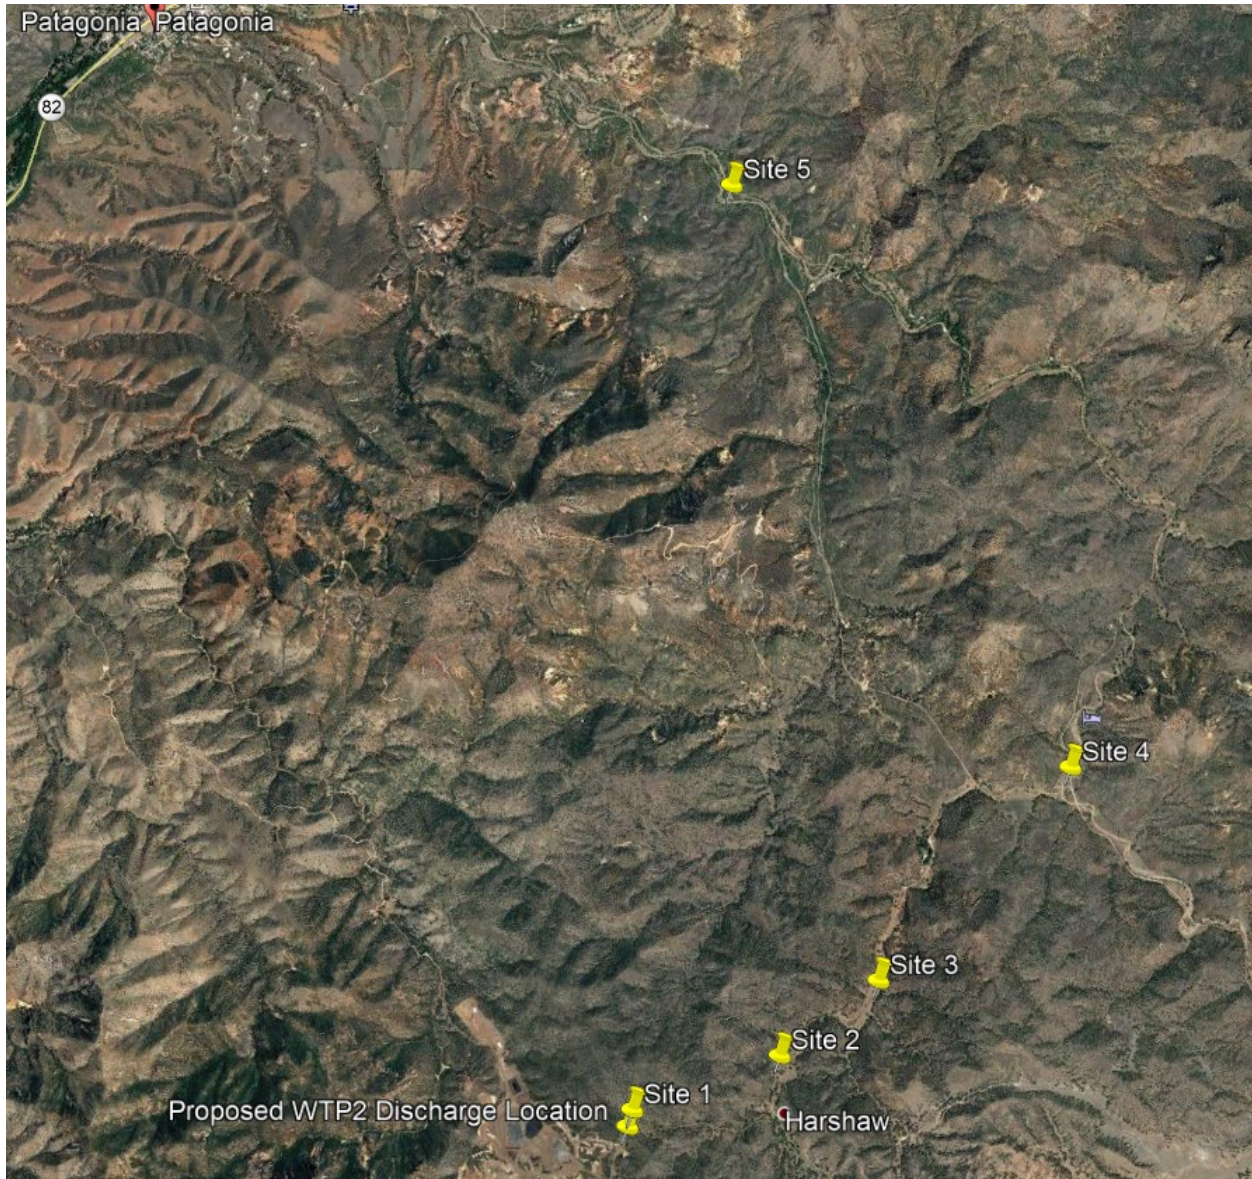 Patagonia Patagonia
82
Site 5
Site 4
Site 3
Site 2
Site 1
Proposed WTP2 Discharge Location
Harshaw